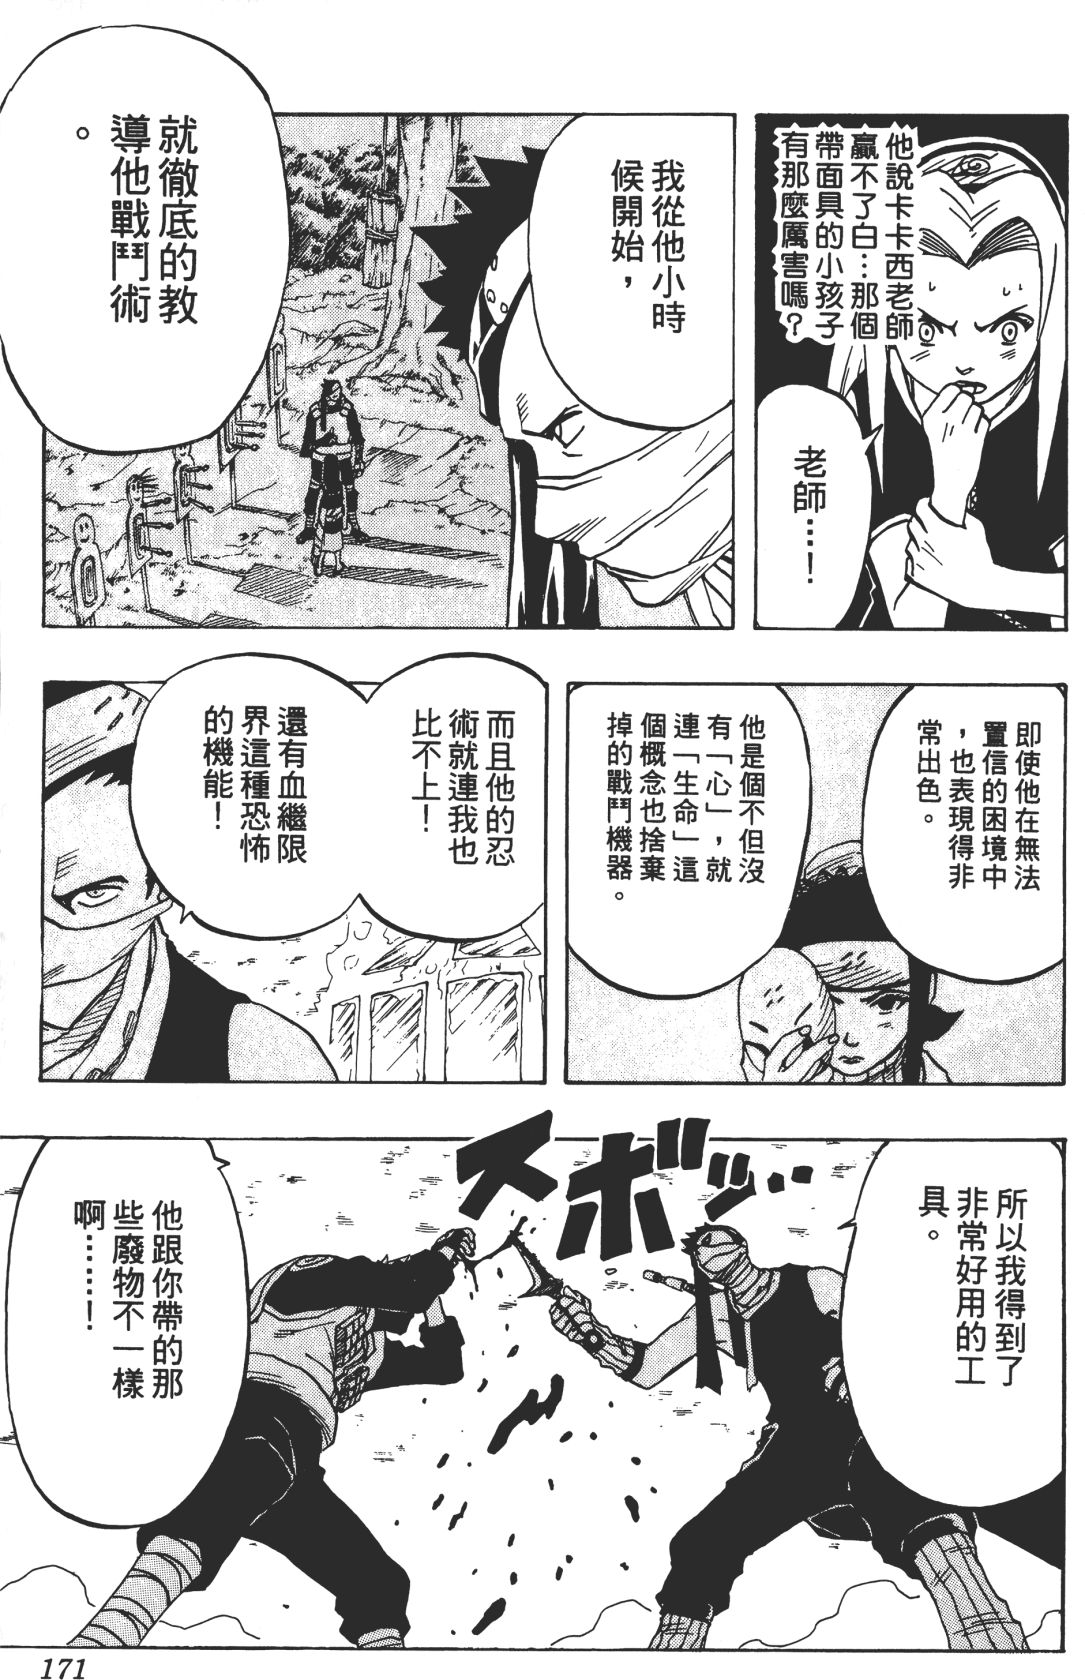 他說卡卡西老師
贏不了白…那個
帶面具的小孩子
有那麼厲害嗎？
老師……！
我從他小時
候開始，
就徹底的教
導他戰鬥術
。
即使他在無法
置信的困境中
，也表現得非
常出色。
他是個不但沒
有「心」，就
連「生命」這
個概念也捨棄
掉的戰鬥機器。
而且他的忍
術就連我也
比不上！
還有血繼限
界這種恐怖
的機能！
所以我得到了
非常好用的工
具。
ズボッ…
他跟你帶的那
些廢物不一樣
啊……！
171